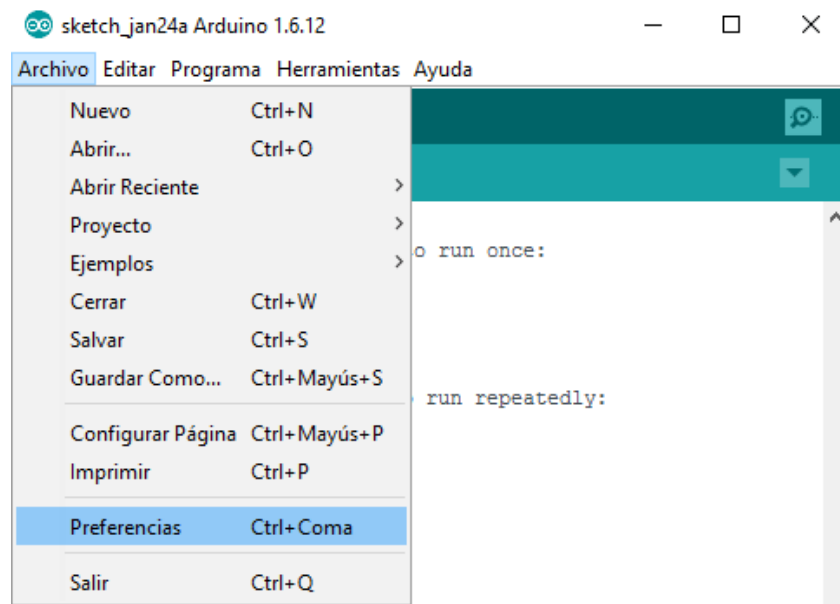 sketch_jan24a Arduino 1.6.12
Archivo Editar Programa Herramientas Ayuda
Nuevo Ctrl+N
Abrir... Ctrl+O
Abrir Reciente
Proyecto
o run once:
Ejemplos
Cerrar Ctrl+W
Salvar Ctrl+S
Guardar Como... Ctrl+Mayús+S
run repeatedly:
Configurar Página Ctrl+Mayús+P
Imprimir Ctrl+P
Preferencias Ctrl+Coma
Salir Ctrl+Q